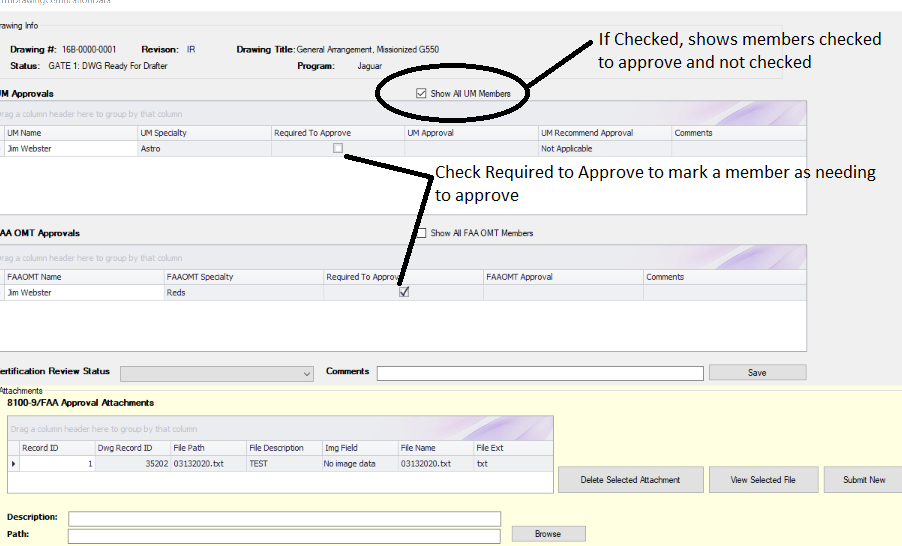 rawing Info
Drawing #: 16B-0000-0001 Revison: IR Drawing Title: General Arrangement, Missionized G550
Status: GATE 1: DWG Ready For Drafter Program: Jaguar
If Checked, shows members checked
to approve and not checked
UM Approvals Show All UM Members
rag a column header here to group by that column
UM Name UM Specialty Required To Approve UM Approval UM Recommend Approval Comments
Jim Webster Astro Not Applicable
Check Required to Approve to mark a member as needing
to approve
AA OMT Approvals Show All FAA OMT Members
rag a column header here to group by that column
FAAOMT Name FAAOMT Specialty Required To Approv FAAOMT Approval Comments
Jim Webster Reds
ertification Review Status Comments Save
Attachments
8100-9/FAA Approval Attachments
Drag a column header here to group by that column
Record ID Dwg Record ID File Path File Description Img Field File Name File Ext
1 35202 03132020.txt TEST No image data 03132020.txt txt
Delete Selected Attachment View Selected File Submit New
Description:
Path: Browse